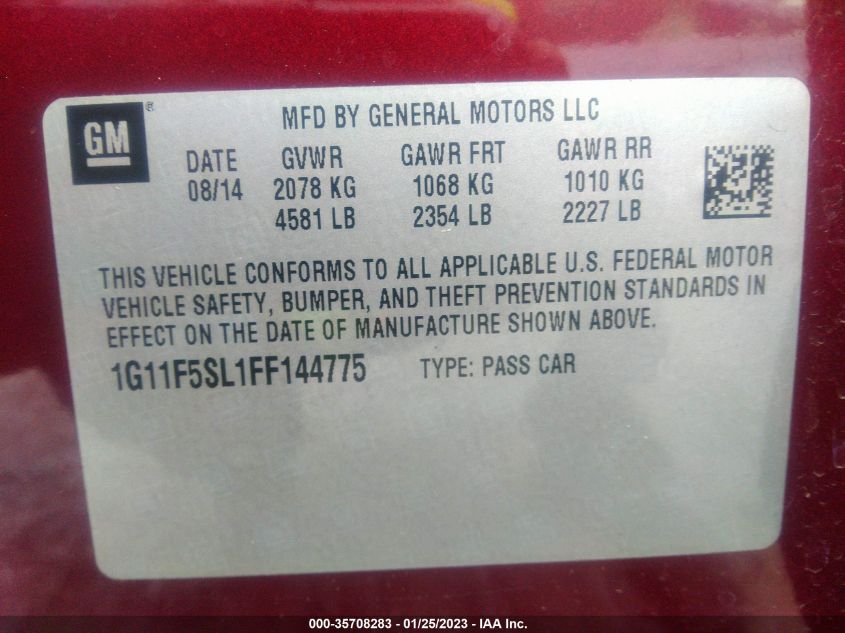 GM®
MFD BY GENERAL MOTORS LLC
DATE GVWR GAWR FRT GAWR RR
08/14 2078 KG 1068 KG 1010 KG
4581 LB 2354 LB 2227 LB
THIS VEHICLE CONFORMS TO ALL APPLICABLE U.S. FEDERAL MOTOR
VEHICLE SAFETY, BUMPER, AND THEFT PREVENTION STANDARDS IN
EFFECT ON THE DATE OF MANUFACTURE SHOWN ABOVE.
1G11F5SL1FF144775 TYPE: PASS CAR
000-35708283 - 01/25/2023 - IAA Inc.